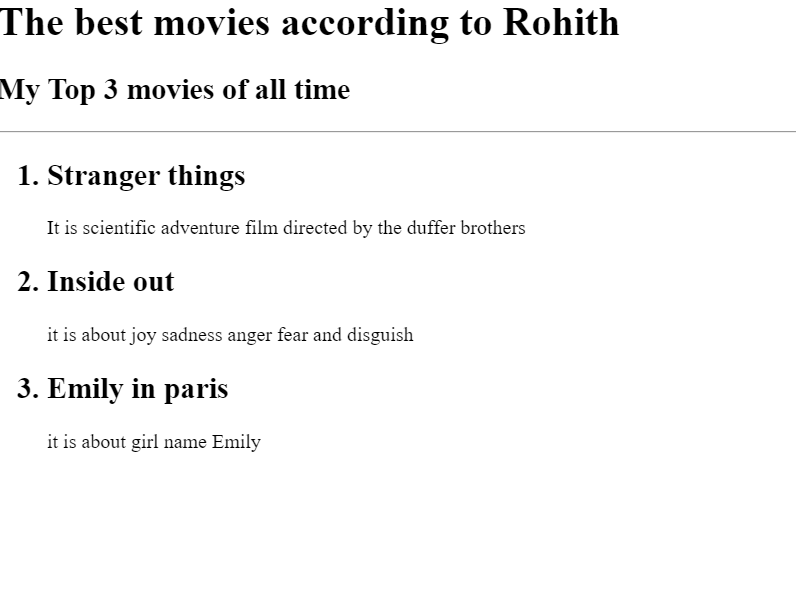 The best movies according to Rohith
My Top 3 movies of all time
1. Stranger things
It is scientific adventure film directed by the duffer brothers
2. Inside out
it is about joy sadness anger fear and disguish
3. Emily in paris
it is about girl name Emily